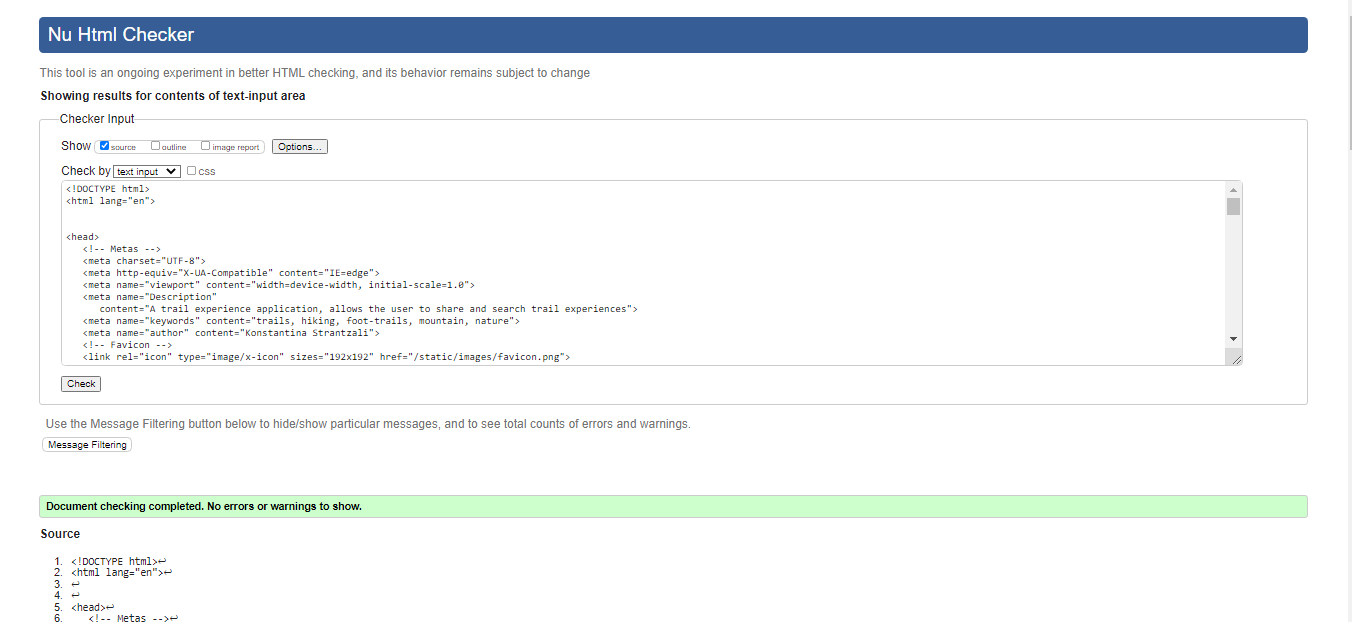 Nu Html Checker
This tool is an ongoing experiment in better HTML checking, and its behavior remains subject to change
Showing results for contents of text-input area
Checker Input
Show source outline image report Options...
Check by text input css
<!DOCTYPE html>
<html lang="en">
<head>
<!-- Metas -->
<meta charset="UTF-8">
<meta http-equiv="X-UA-Compatible" content="IE=edge">
<meta name="viewport" content="width=device-width, initial-scale=1.0">
<meta name="Description"
content="A trail experience application, allows the user to share and search trail experiences">
<meta name="keywords" content="trails, hiking, foot-trails, mountain, nature">
<meta name="author" content="Konstantina Strantzali">
<!-- Favicon -->
<link rel="icon" type="image/x-icon" sizes="192x192" href="/static/images/favicon.png">
Check
Use the Message Filtering button below to hide/show particular messages, and to see total counts of errors and warnings.
Message Filtering
Document checking completed. No errors or warnings to show.
Source
1. <!DOCTYPE html>↩
2. <html lang="en">↩
3. ↩
4. ↩
5. <head>↩
6. <!-- Metas -->↩